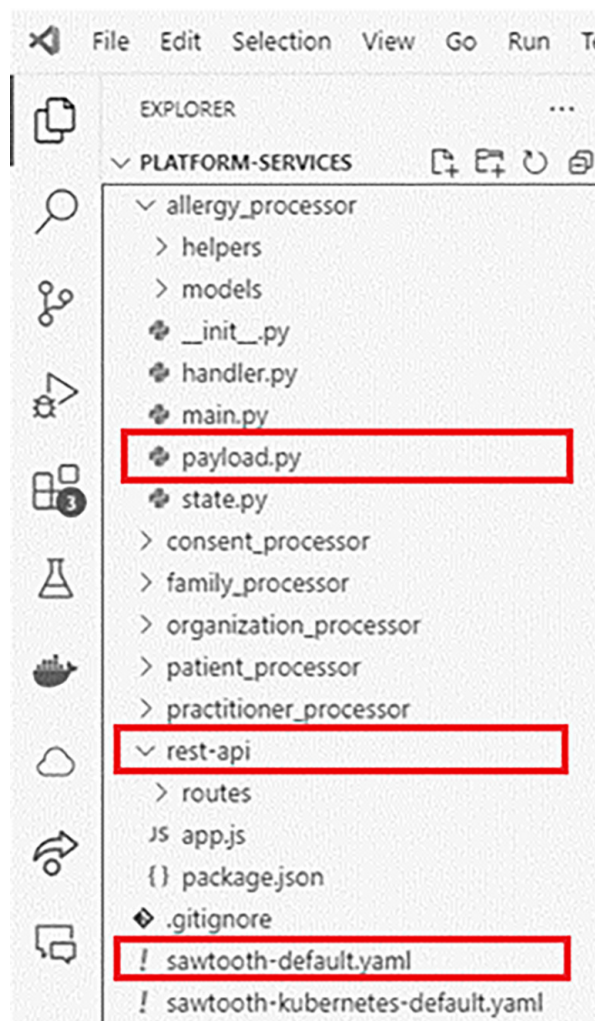 File Edit Selection View Go Run
EXPLORER ...
PLATFORM-SERVICES
allergy_processor
helpers
models
__init__.py
handler.py
main.py
payload.py
state.py
3
consent_processor
family_processor
organization_processor
patient_processor
practitioner_processor
rest-api
routes
JS app.js
{} package.json
.gitignore
! sawtooth-default.yaml
! sawtooth-kubernetes-default.yaml